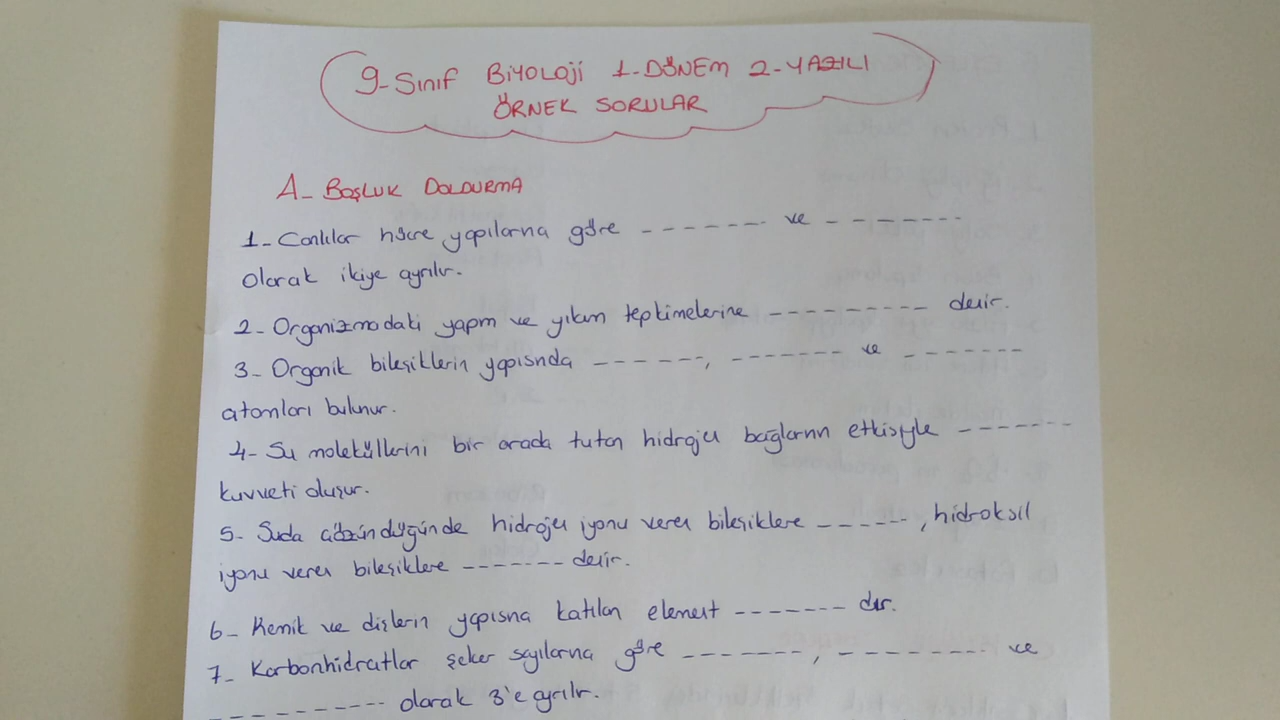 9-Sınıf Biyoloji 1-DÖNEM 2-YAZILI
ÖRNEK SORULAR
A- BOŞLUK DOLDURMA
1- Canlılar hücre yapılarına göre ------- ve --------
olarak ikiye ayrılır.
2- Organizmadaki yapım ve yıkım tepkimelerine --------- denir.
3- Organik bileşiklerin yapısında ------, ------- ve -------
atomları bulunur.
4- Su moleküllerini bir arada tutan hidrojen bağlarının etkisiyle -------
kuvveti oluşur.
5- Suda çözündüğünde hidrojen iyonu veren bileşiklere -----, hidroksil
iyonu veren bileşiklere ------- denir.
6- Kemik ve dişlerin yapısına katılan element ------- dır.
7- Karbonhidratlar şeker sayılarına göre -------, --------- ve
---------- olarak 3'e ayrılır.